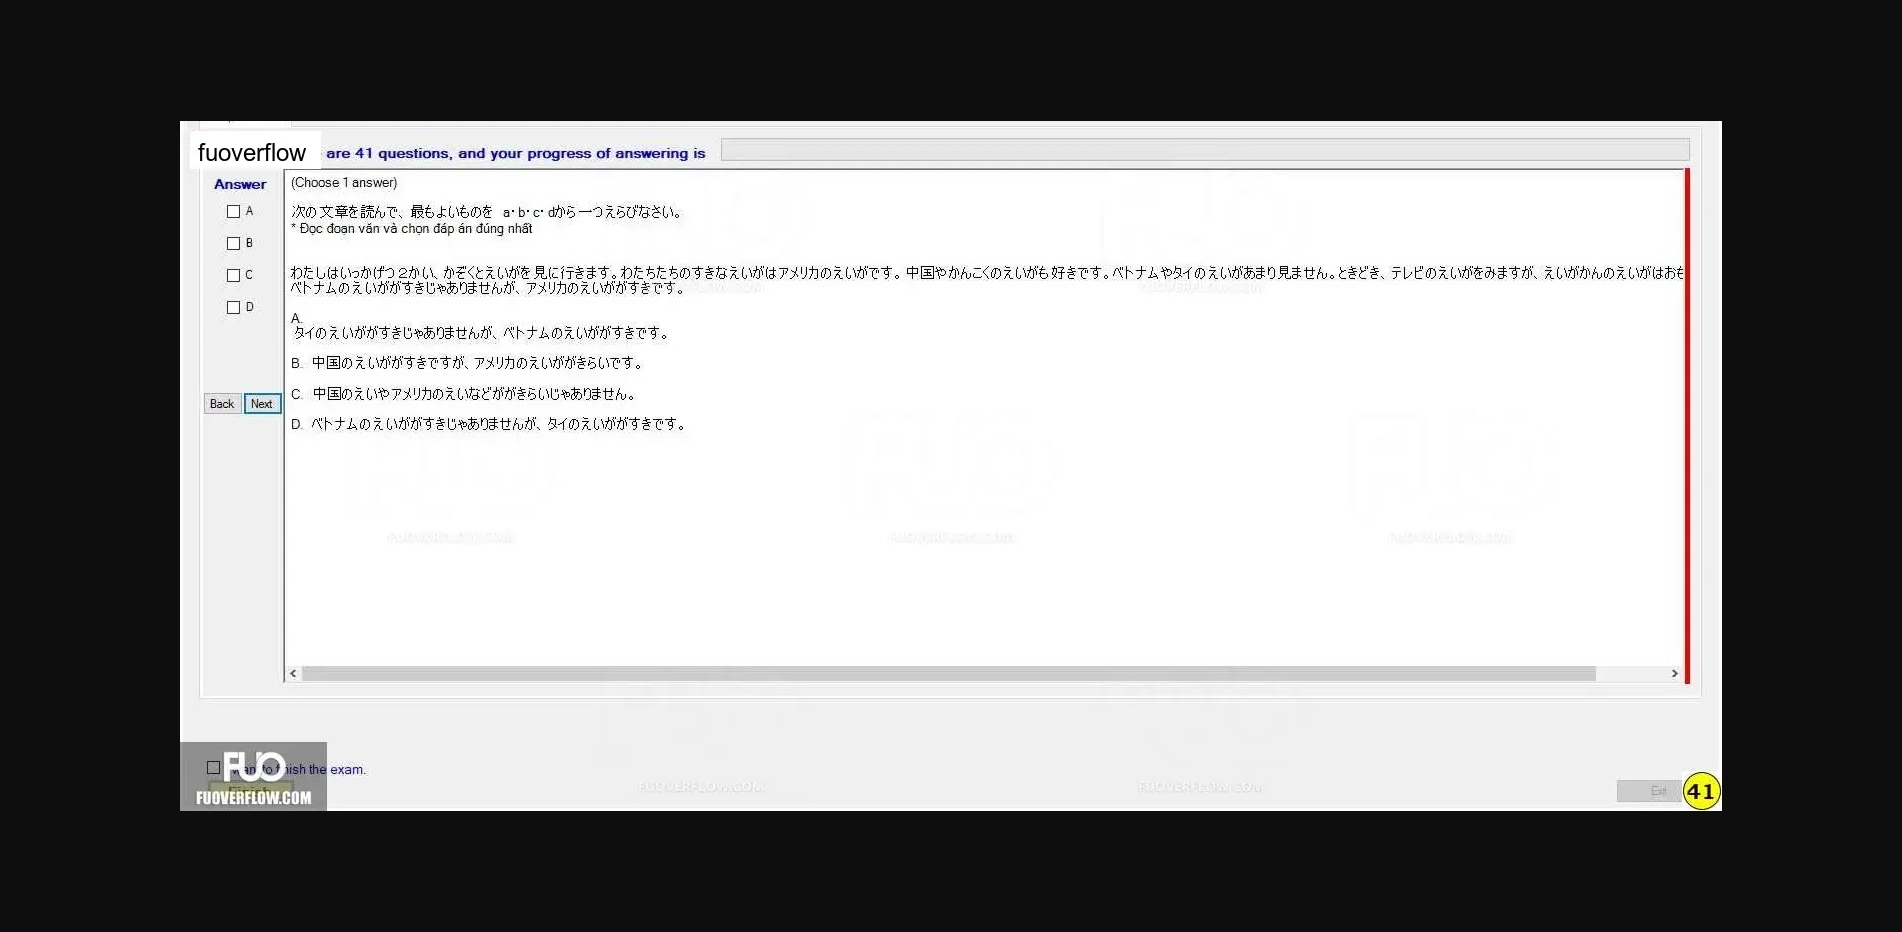 fuoverflow are 41 questions, and your progress of answering is
Answer
(Choose 1 answer)
A
次の文章を読んで、最もよいものを a・b・c・dから一つえらびなさい。
* Đọc đoạn văn và chọn đáp án đúng nhất
B
C
わたしはいっかげつ2かい、かぞくとえいがを見に行きます。わたちたちのすきなえいがはアメリカのえいがです。中国やかんこくのえいがも好きです。ベトナムやタイのえいがあまり見ません。ときどき、テレビのえいがをみますが、えいがかんのえいがはおも
ベトナムのえいががすきじゃありませんが、アメリカのえいががすきです。
D
A.
タイのえいががすきじゃありませんが、ベトナムのえいががすきです。
B. 中国のえいががすきですが、アメリカのえいががきらいです。
C. 中国のえいやアメリカのえいなどががきらいじゃありません。
Back Next
D. ベトナムのえいががすきじゃありませんが、タイのえいががすきです。
FUOVERFLOW.COM FUOVERFLOW.COM FUOVERFLOW.COM
FUO
to finish the exam.
FUOVERFLOW.COM
FUOVERFLOW.COM FUOVERFLOW.COM
Exit
41